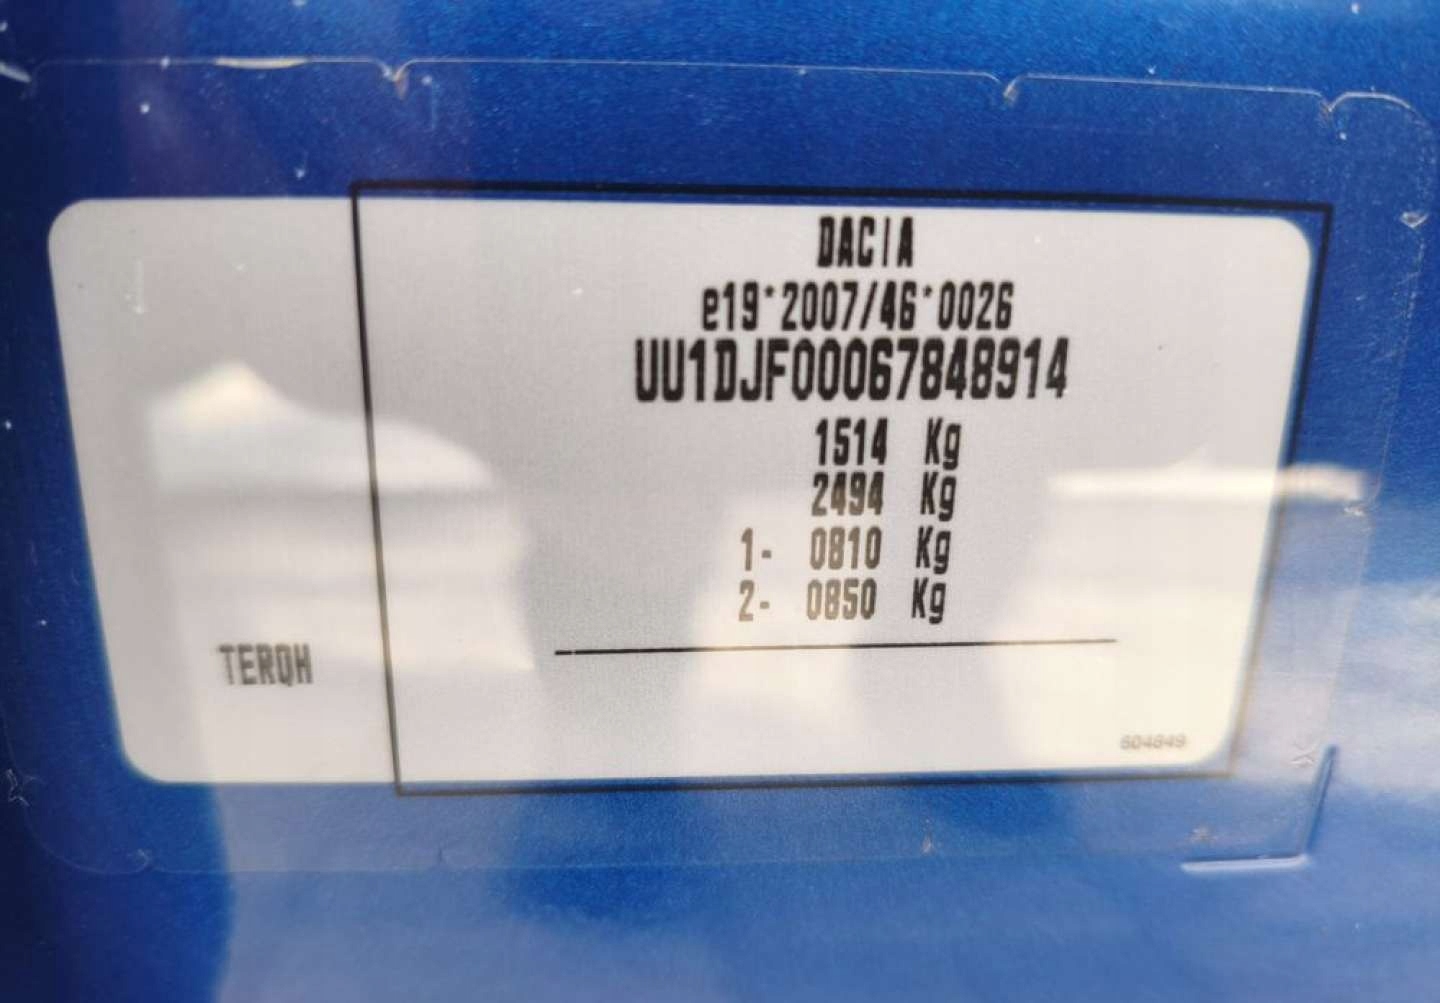 DACIA
e19*2007/46*0026
UU1DJF00067848914
1514 Kg
2494 Kg
1- 0810 Kg
2- 0850 Kg
TERQH
604849